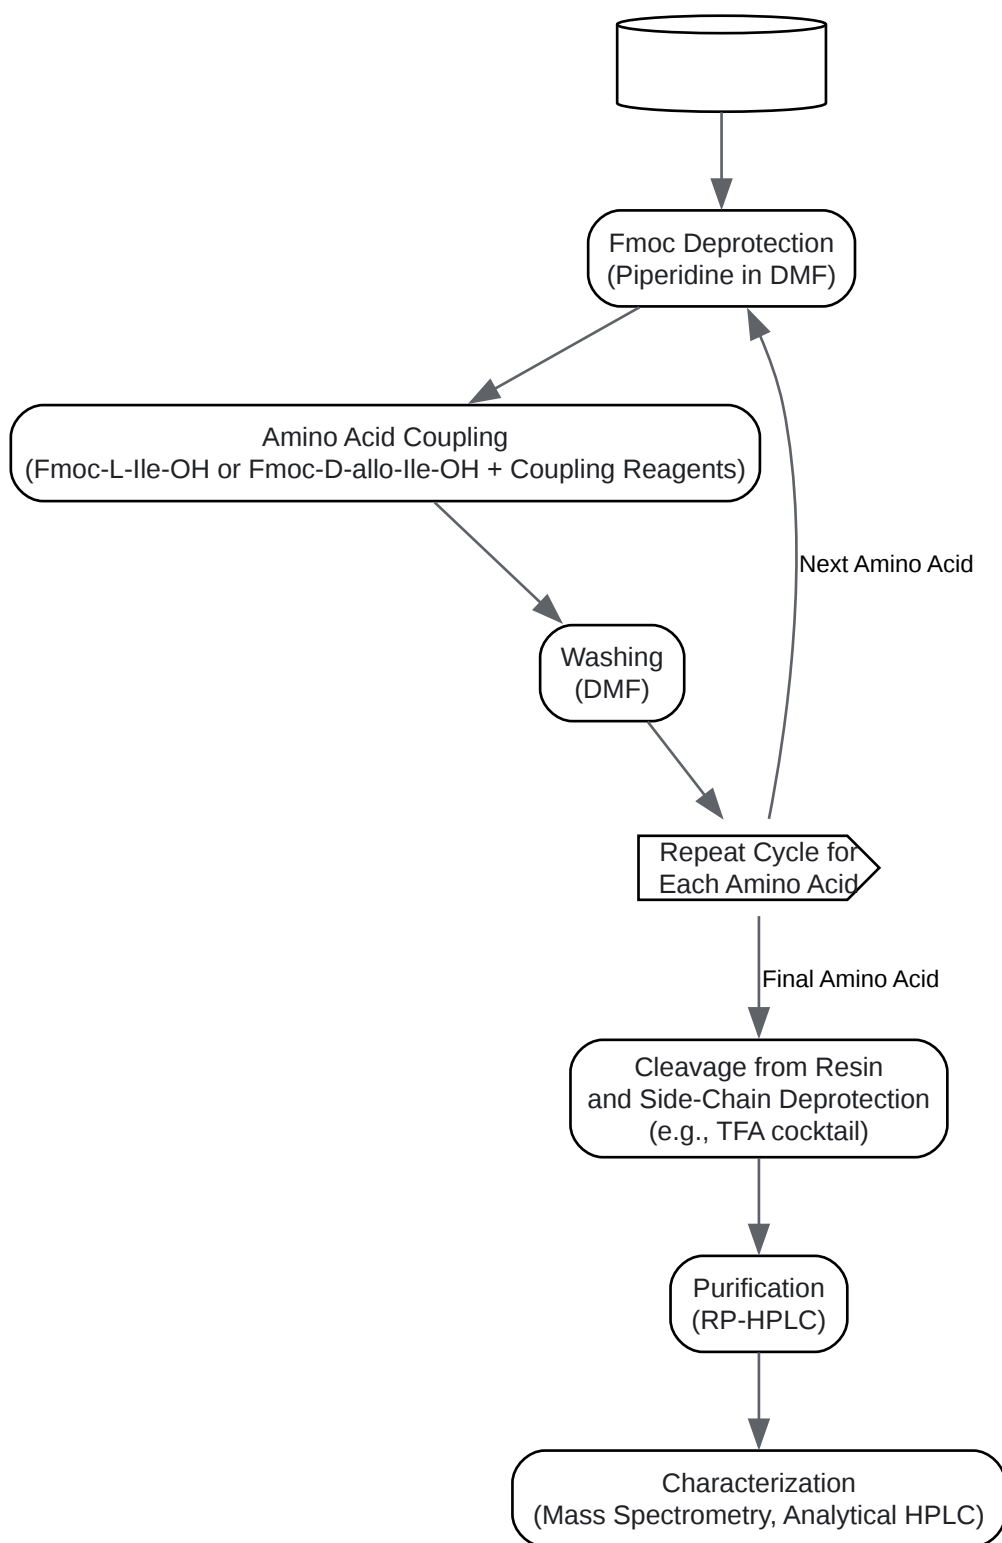 Fmoc Deprotection
(Piperidine in DMF)
Amino Acid Coupling
(Fmoc-L-Ile-OH or Fmoc-D-allo-Ile-OH + Coupling Reagents)
Next Amino Acid
Washing
(DMF)
Repeat Cycle for
Each Amino Acid
Final Amino Acid
Cleavage from Resin
and Side-Chain Deprotection
(e.g., TFA cocktail)
Purification
(RP-HPLC)
Characterization
(Mass Spectrometry, Analytical HPLC)